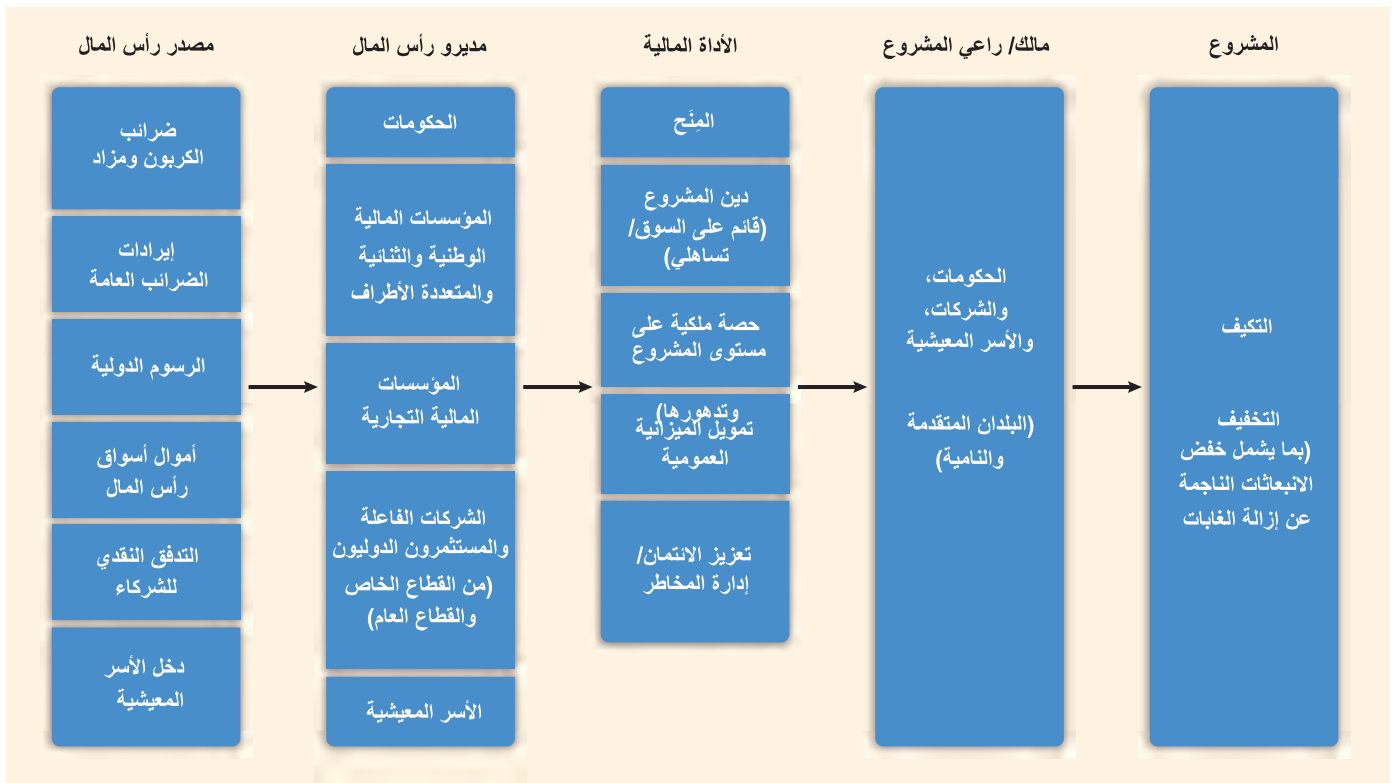 مصدر رأس المال
ضرائب
الكربون ومزاد
إيرادات
الضرائب العامة
الرسوم الدولية
أموال أسواق
رأس المال
التدفق النقدي
للشركاء
دخل الأسر
المعيشية
مديرو رأس المال
الحكومات
المؤسسات المالية
الوطنية والثنائية
والمتعددة الأطراف
المؤسسات
المالية التجارية
الشركات الفاعلة
والمستثمرون الدوليون
(من القطاع الخاص
والقطاع العام)
الأسر المعيشية
الأداة المالية
المِنَح
دين المشروع
(قائم على السوق/
تساهلي)
حصة ملكية على
مستوى المشروع
وتدهورها)
تمويل الميزانية
العمومية
تعزيز الائتمان/
إدارة المخاطر
مالك/ راعي المشروع
الحكومات،
والشركات،
والأسر المعيشية
(البلدان المتقدمة
والنامية)
المشروع
التكيف
التخفيف
(بما يشمل خفض
الانبعاثات الناجمة
عن إزالة الغابات